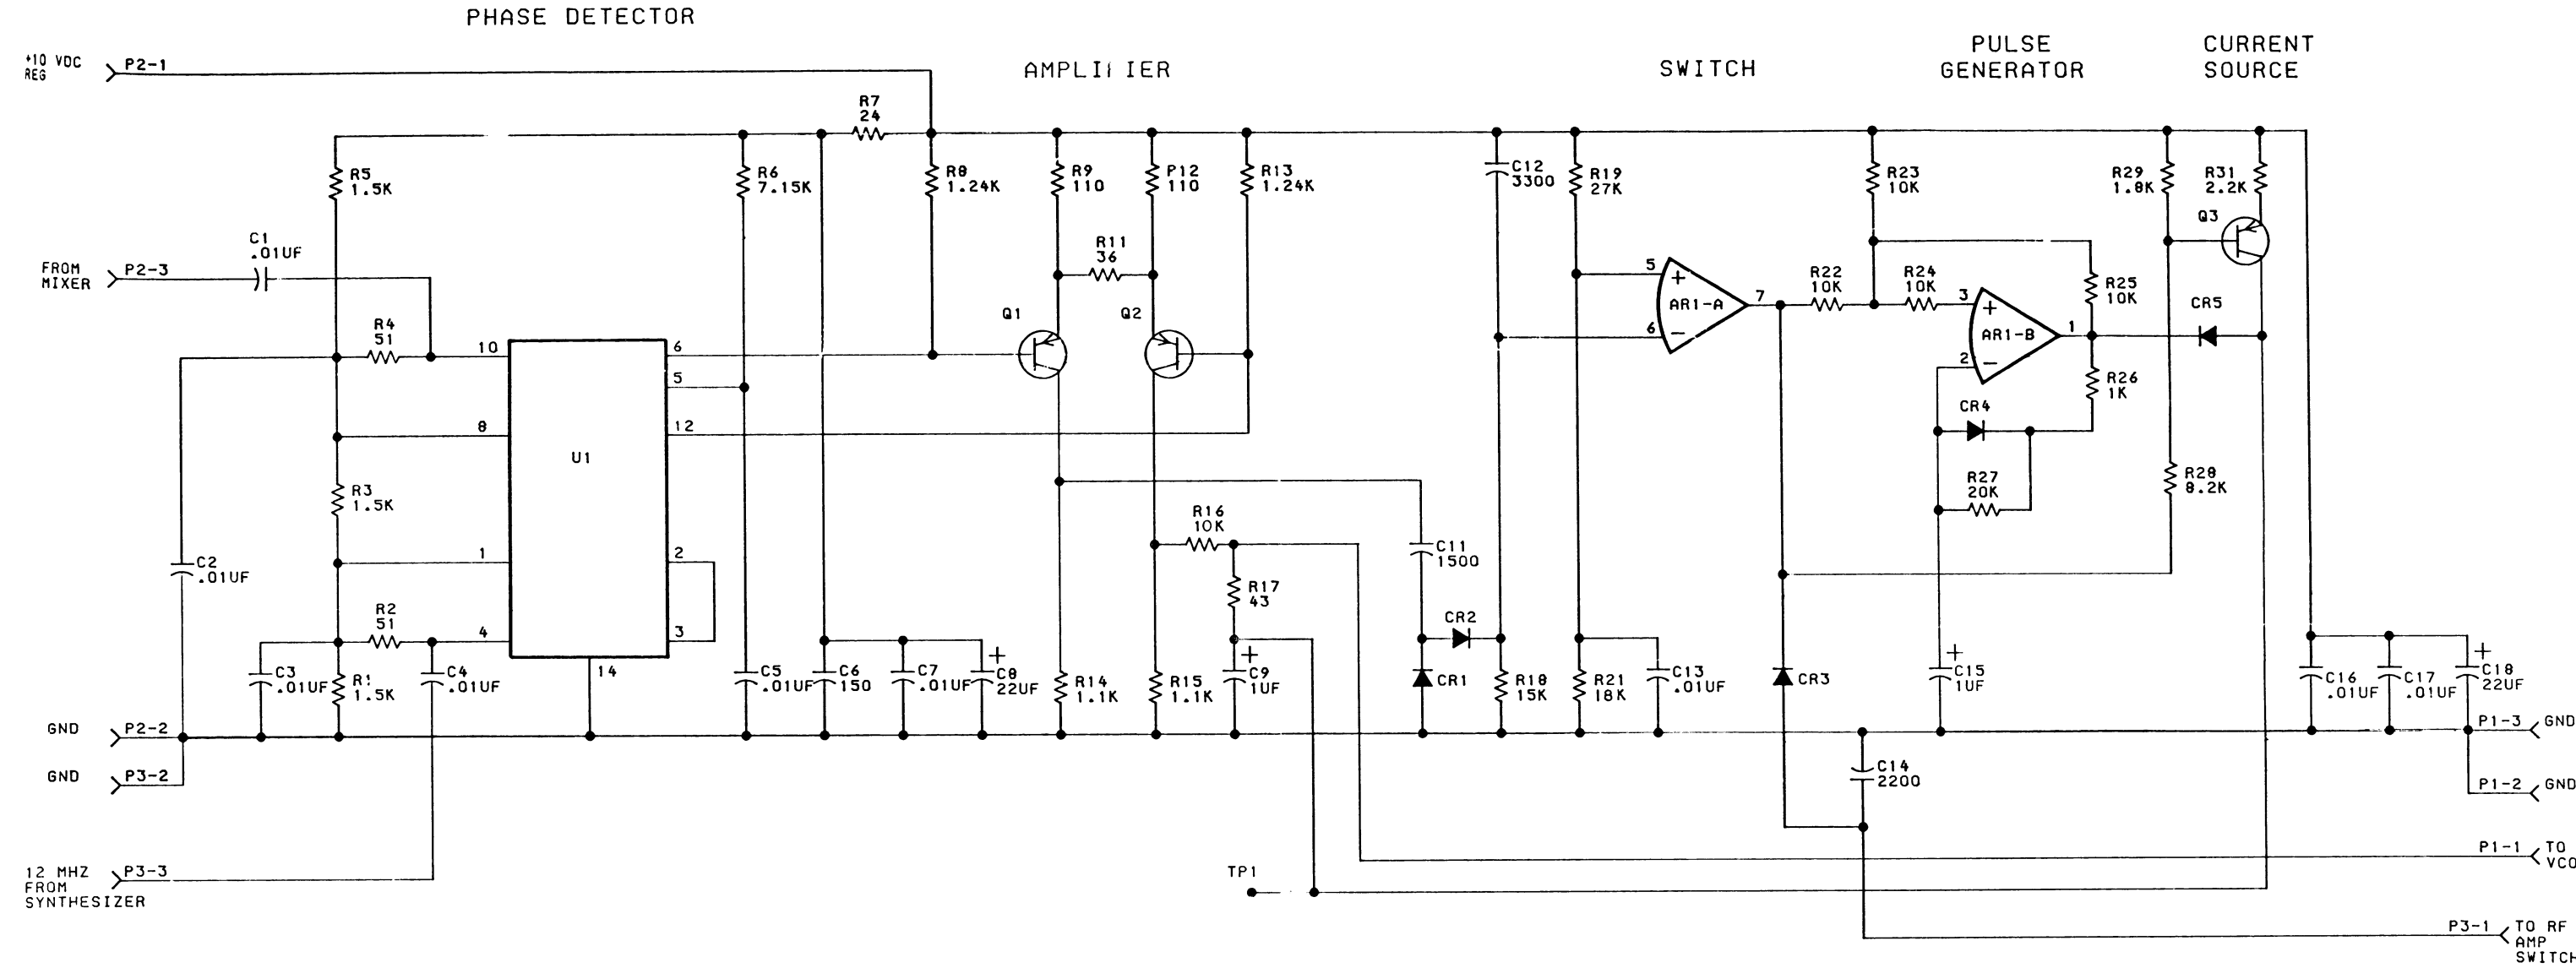 PHASE DETECTOR
AMPLIFIER
SWITCH
PULSE
GENERATOR
CURRENT
SOURCE
+10 VDC
REG
P2-1
R7
24
R5
1.5K
R6
7.15K
R8
1.24K
R9
110
P12
110
R13
1.24K
C12
3300
R19
27K
R23
10K
R29
1.8K
R31
2.2K
Q3
C1
.01UF
FROM
MIXER
P2-3
R11
36
R4
51
Q1
Q2
10
6
5
8
12
U1
5
+
AR1-A
7
6
−
R22
10K
R24
10K
3
+
AR1-B
1
2
−
R25
10K
CR5
R26
1K
CR4
R27
20K
R28
8.2K
R3
1.5K
R16
10K
C11
1500
C2
.01UF
1
2
R17
43
R2
51
4
3
CR2
14
C3
.01UF
R1
1.5K
C4
.01UF
C5
.01UF
C6
150
C7
.01UF
+
C8
22UF
R14
1.1K
R15
1.1K
+
C9
1UF
CR1
R18
15K
R21
18K
C13
.01UF
CR3
+
C15
1UF
C16
.01UF
C17
.01UF
+
C18
22UF
GND
P2-2
P1-3
GND
GND
P3-2
C14
2200
P1-2
GND
12 MHZ
FROM
SYNTHESIZER
P3-3
TP1
P1-1
TO
VCO
P3-1
TO RF
AMP
SWITCH